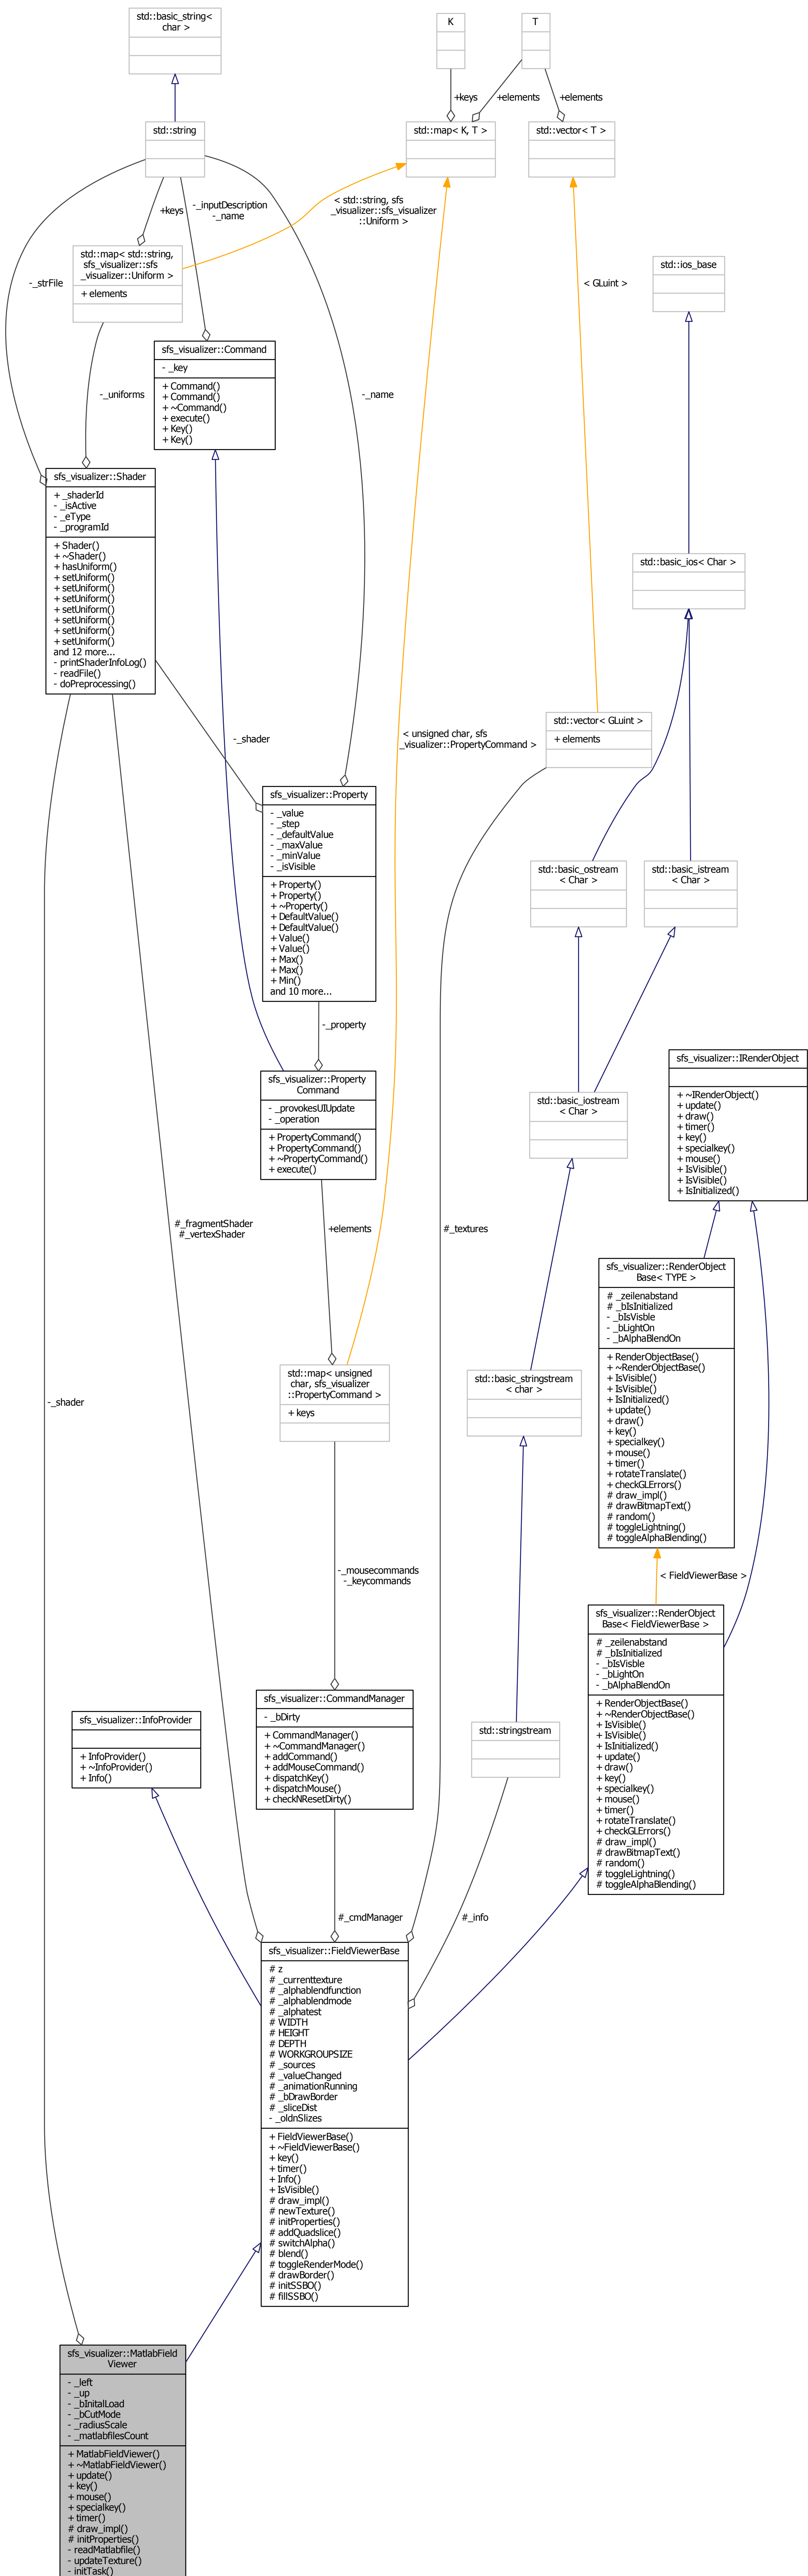 std::basic_string<
char >
K
T
+keys
+elements
+elements
std::string
std::map< K, T >
std::vector< T >
+keys
-_inputDescription
-_name
< std::string, sfs
_visualizer::sfs_visualizer
::Uniform >
std::map< std::string,
sfs_visualizer::sfs
_visualizer::Uniform >
+ elements
-_strFile
< GLuint >
std::ios_base
sfs_visualizer::Command
- _key
+ Command()
+ Command()
+ ~Command()
+ execute()
+ Key()
+ Key()
-_uniforms
-_name
sfs_visualizer::Shader
+ _shaderId
- _isActive
- _eType
- _programId
+ Shader()
+ ~Shader()
+ hasUniform()
+ setUniform()
+ setUniform()
+ setUniform()
+ setUniform()
+ setUniform()
+ setUniform()
+ setUniform()
and 12 more...
- printShaderInfoLog()
- readFile()
- doPreprocessing()
std::basic_ios< Char >
-_shader
< unsigned char, sfs
_visualizer::PropertyCommand >
std::vector< GLuint >
+ elements
sfs_visualizer::Property
- _value
- _step
- _defaultValue
- _maxValue
- _minValue
- _isVisible
+ Property()
+ Property()
+ ~Property()
+ DefaultValue()
+ DefaultValue()
+ Value()
+ Value()
+ Max()
+ Max()
+ Min()
and 10 more...
std::basic_ostream
< Char >
std::basic_istream
< Char >
-_property
sfs_visualizer::Property
Command
- _provokesUIUpdate
- _operation
+ PropertyCommand()
+ PropertyCommand()
+ ~PropertyCommand()
+ execute()
std::basic_iostream
< Char >
sfs_visualizer::IRenderObject
+ ~IRenderObject()
+ update()
+ draw()
+ timer()
+ key()
+ specialkey()
+ mouse()
+ IsVisible()
+ IsVisible()
+ IsInitialized()
#_fragmentShader
#_vertexShader
+elements
#_textures
sfs_visualizer::RenderObject
Base< TYPE >
# _zeilenabstand
# _bIsInitialized
- _bIsVisble
- _bLightOn
- _bAlphaBlendOn
+ RenderObjectBase()
+ ~RenderObjectBase()
+ IsVisible()
+ IsVisible()
+ IsInitialized()
+ update()
+ draw()
+ key()
+ specialkey()
+ mouse()
+ timer()
+ rotateTranslate()
+ checkGLErrors()
# draw_impl()
# drawBitmapText()
# random()
# toggleLightning()
# toggleAlphaBlending()
-_shader
std::map< unsigned
char, sfs_visualizer
::PropertyCommand >
+ keys
std::basic_stringstream
< char >
-_mousecommands
-_keycommands
< FieldViewerBase >
sfs_visualizer::RenderObject
Base< FieldViewerBase >
# _zeilenabstand
# _bIsInitialized
- _bIsVisble
- _bLightOn
- _bAlphaBlendOn
+ RenderObjectBase()
+ ~RenderObjectBase()
+ IsVisible()
+ IsVisible()
+ IsInitialized()
+ update()
+ draw()
+ key()
+ specialkey()
+ mouse()
+ timer()
+ rotateTranslate()
+ checkGLErrors()
# draw_impl()
# drawBitmapText()
# random()
# toggleLightning()
# toggleAlphaBlending()
sfs_visualizer::InfoProvider
+ InfoProvider()
+ ~InfoProvider()
+ Info()
sfs_visualizer::CommandManager
- _bDirty
+ CommandManager()
+ ~CommandManager()
+ addCommand()
+ addMouseCommand()
+ dispatchKey()
+ dispatchMouse()
+ checkNResetDirty()
std::stringstream
#_cmdManager
#_info
sfs_visualizer::FieldViewerBase
# z
# _currenttexture
# _alphablendfunction
# _alphablendmode
# _alphatest
# WIDTH
# HEIGHT
# DEPTH
# WORKGROUPSIZE
# _sources
# _valueChanged
# _animationRunning
# _bDrawBorder
# _sliceDist
- _oldnSlizes
+ FieldViewerBase()
+ ~FieldViewerBase()
+ key()
+ timer()
+ Info()
+ IsVisible()
# draw_impl()
# newTexture()
# initProperties()
# addQuadslice()
# switchAlpha()
# blend()
# toggleRenderMode()
# drawBorder()
# initSSBO()
# fillSSBO()
sfs_visualizer::MatlabField
Viewer
- _left
- _up
- _bInitalLoad
- _bCutMode
- _radiusScale
- _matlabfilesCount
+ MatlabFieldViewer()
+ ~MatlabFieldViewer()
+ update()
+ key()
+ mouse()
+ specialkey()
+ timer()
# draw_impl()
# initProperties()
- readMatlabfile()
- updateTexture()
- initTask()